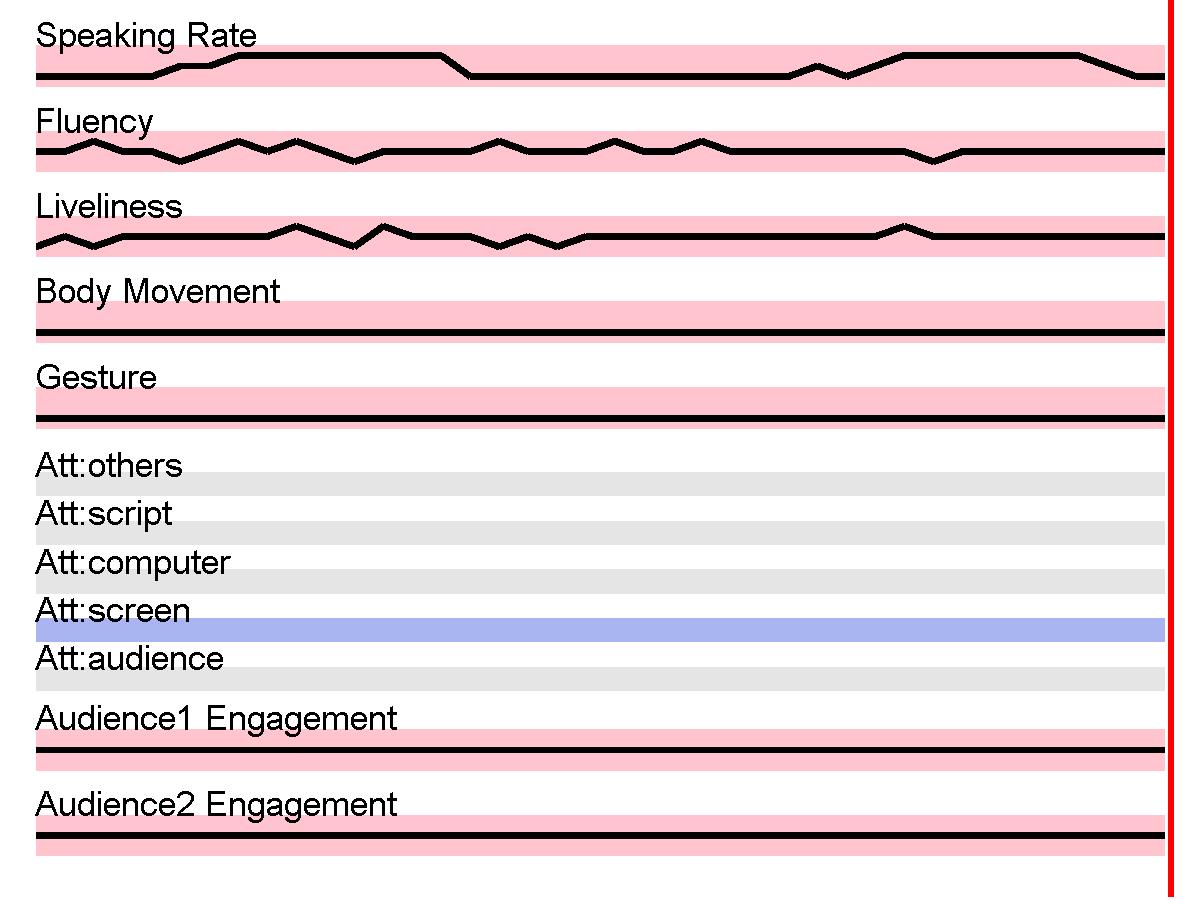 Speaking Rate
Fluency
Liveliness
Body Movement
Gesture
Att:others
Att:script
Att:computer
Att:screen
Att:audience
Audience1 Engagement
Audience2 Engagement